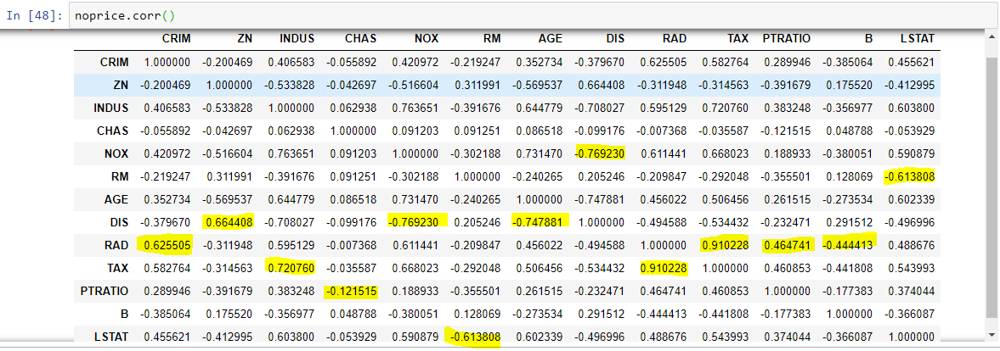 In [48]: noprice.corr()
CRIM ZN INDUS CHAS NOX RM AGE DIS RAD TAX PTRATIO B LSTAT
CRIM 1.000000 -0.200469 0.406583 -0.055892 0.420972 -0.219247 0.352734 -0.379670 0.625505 0.582764 0.289946 -0.385064 0.455621
ZN -0.200469 1.000000 -0.533828 -0.042697 -0.516604 0.311991 -0.569537 0.664408 -0.311948 -0.314563 -0.391679 0.175520 -0.412995
INDUS 0.406583 -0.533828 1.000000 0.062938 0.763651 -0.391676 0.644779 -0.708027 0.595129 0.720760 0.383248 -0.356977 0.603800
CHAS -0.055892 -0.042697 0.062938 1.000000 0.091203 0.091251 0.086518 -0.099176 -0.007368 -0.035587 -0.121515 0.048788 -0.053929
NOX 0.420972 -0.516604 0.763651 0.091203 1.000000 -0.302188 0.731470 -0.769230 0.611441 0.668023 0.188933 -0.380051 0.590879
RM -0.219247 0.311991 -0.391676 0.091251 -0.302188 1.000000 -0.240265 0.205246 -0.209847 -0.292048 -0.355501 0.128069 -0.613808
AGE 0.352734 -0.569537 0.644779 0.086518 0.731470 -0.240265 1.000000 -0.747881 0.456022 0.506456 0.261515 -0.273534 0.602339
DIS -0.379670 0.664408 -0.708027 -0.099176 -0.769230 0.205246 -0.747881 1.000000 -0.494588 -0.534432 -0.232471 0.291512 -0.496996
RAD 0.625505 -0.311948 0.595129 -0.007368 0.611441 -0.209847 0.456022 -0.494588 1.000000 0.910228 0.464741 -0.444413 0.488676
TAX 0.582764 -0.314563 0.720760 -0.035587 0.668023 -0.292048 0.506456 -0.534432 0.910228 1.000000 0.460853 -0.441808 0.543993
PTRATIO 0.289946 -0.391679 0.383248 -0.121515 0.188933 -0.355501 0.261515 -0.232471 0.464741 0.460853 1.000000 -0.177383 0.374044
B -0.385064 0.175520 -0.356977 0.048788 -0.380051 0.128069 -0.273534 0.291512 -0.444413 -0.441808 -0.177383 1.000000 -0.366087
LSTAT 0.455621 -0.412995 0.603800 -0.053929 0.590879 -0.613808 0.602339 -0.496996 0.488676 0.543993 0.374044 -0.366087 1.000000